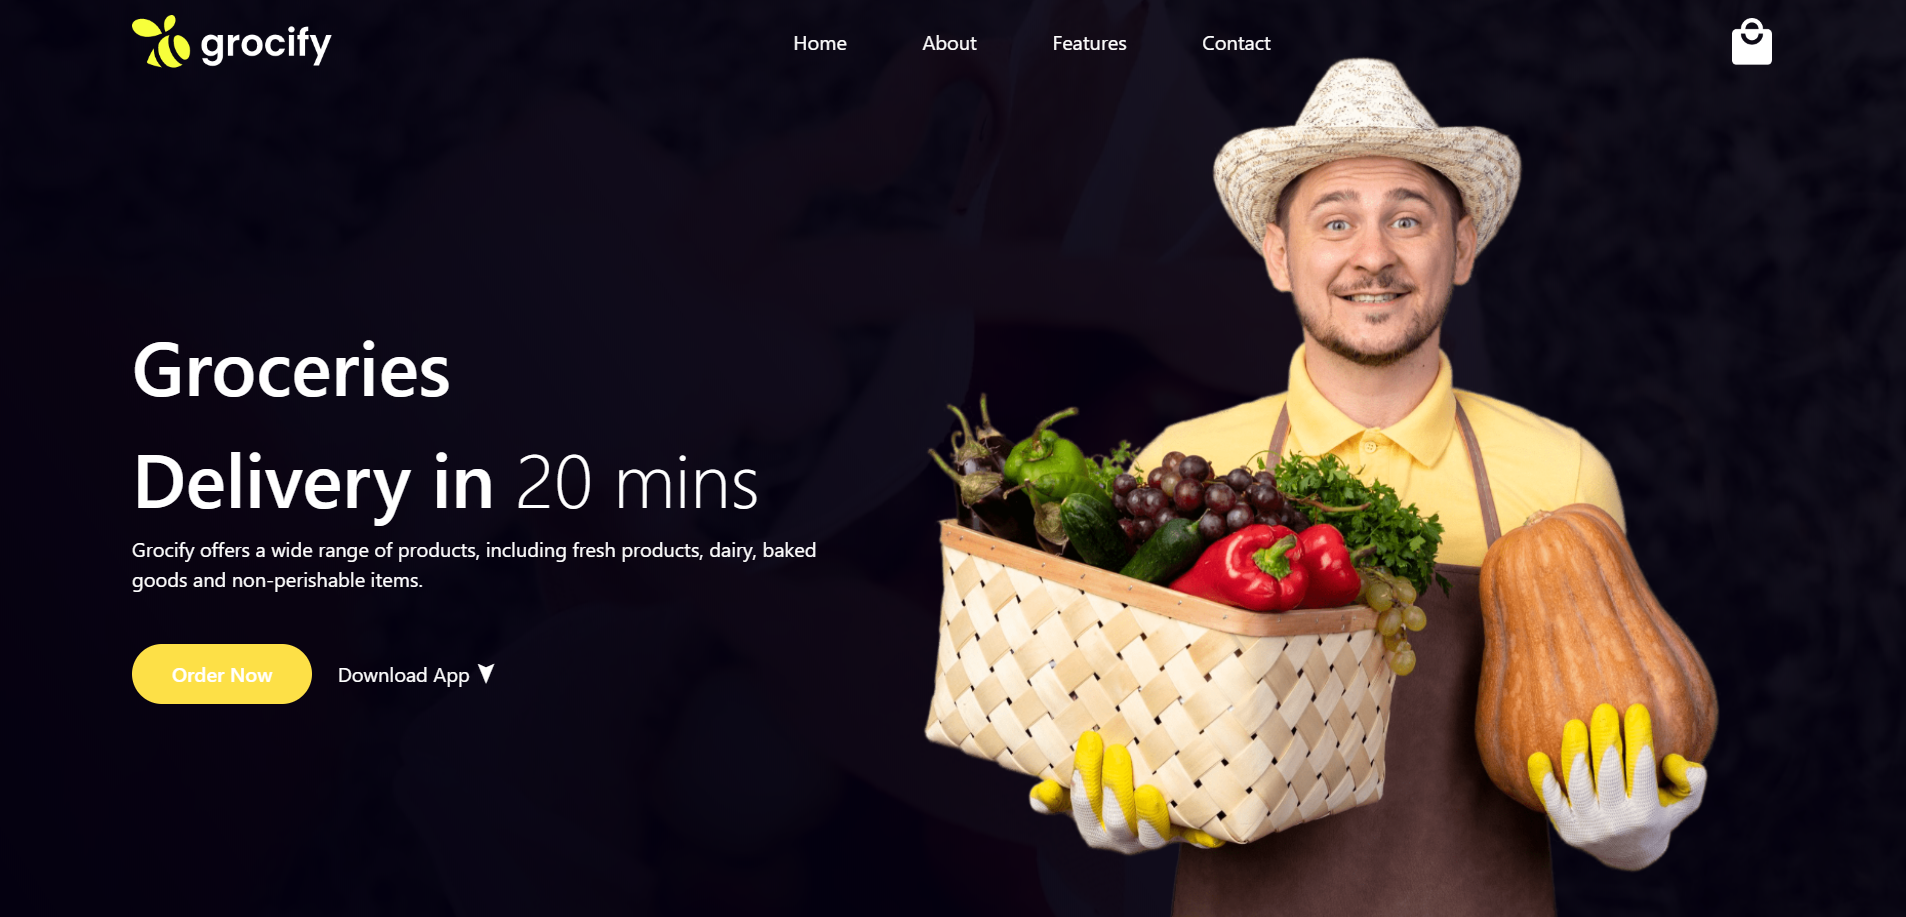 grocify
Home About Features Contact
Groceries
Delivery in 20 mins
Grocify offers a wide range of products, including fresh products, dairy, baked
goods and non-perishable items.
Order Now Download App